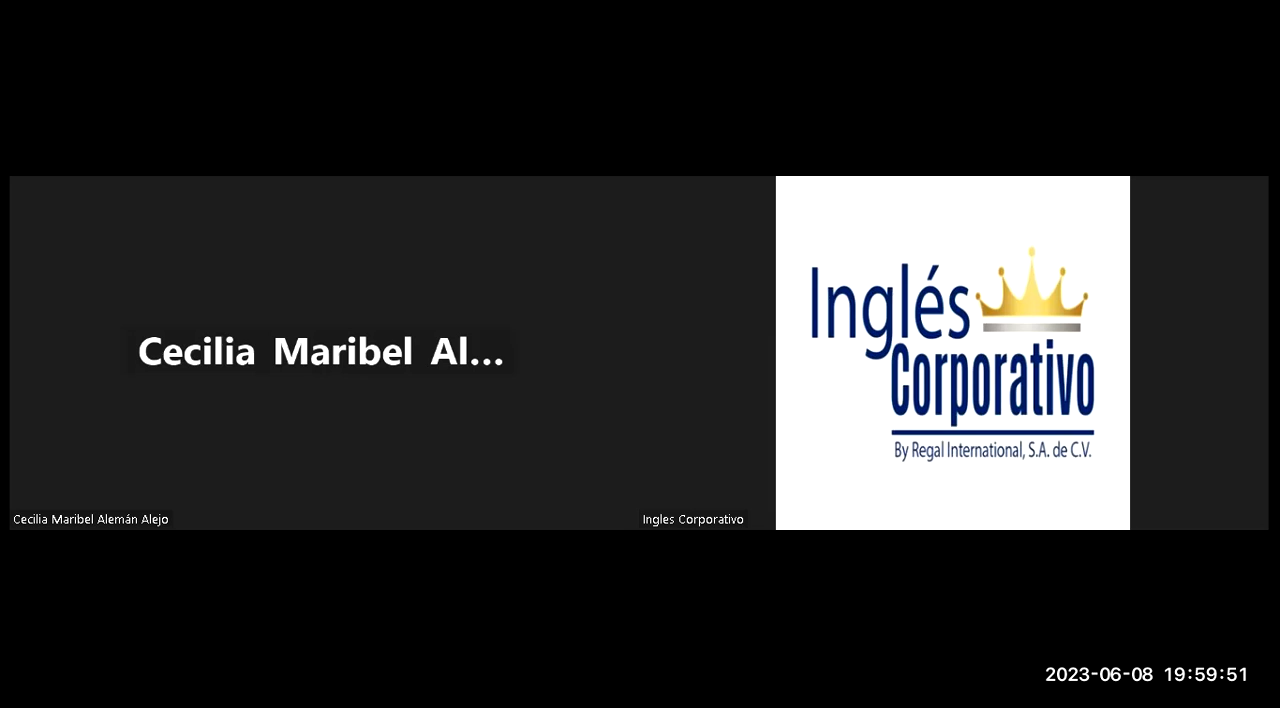 Cecilia Maribel Al...
Cecilia Maribel Alemán Alejo
Inglés
Corporativo
By Regal International, S.A. de C.V.
Ingles Corporativo
2023-06-08 19:59:51